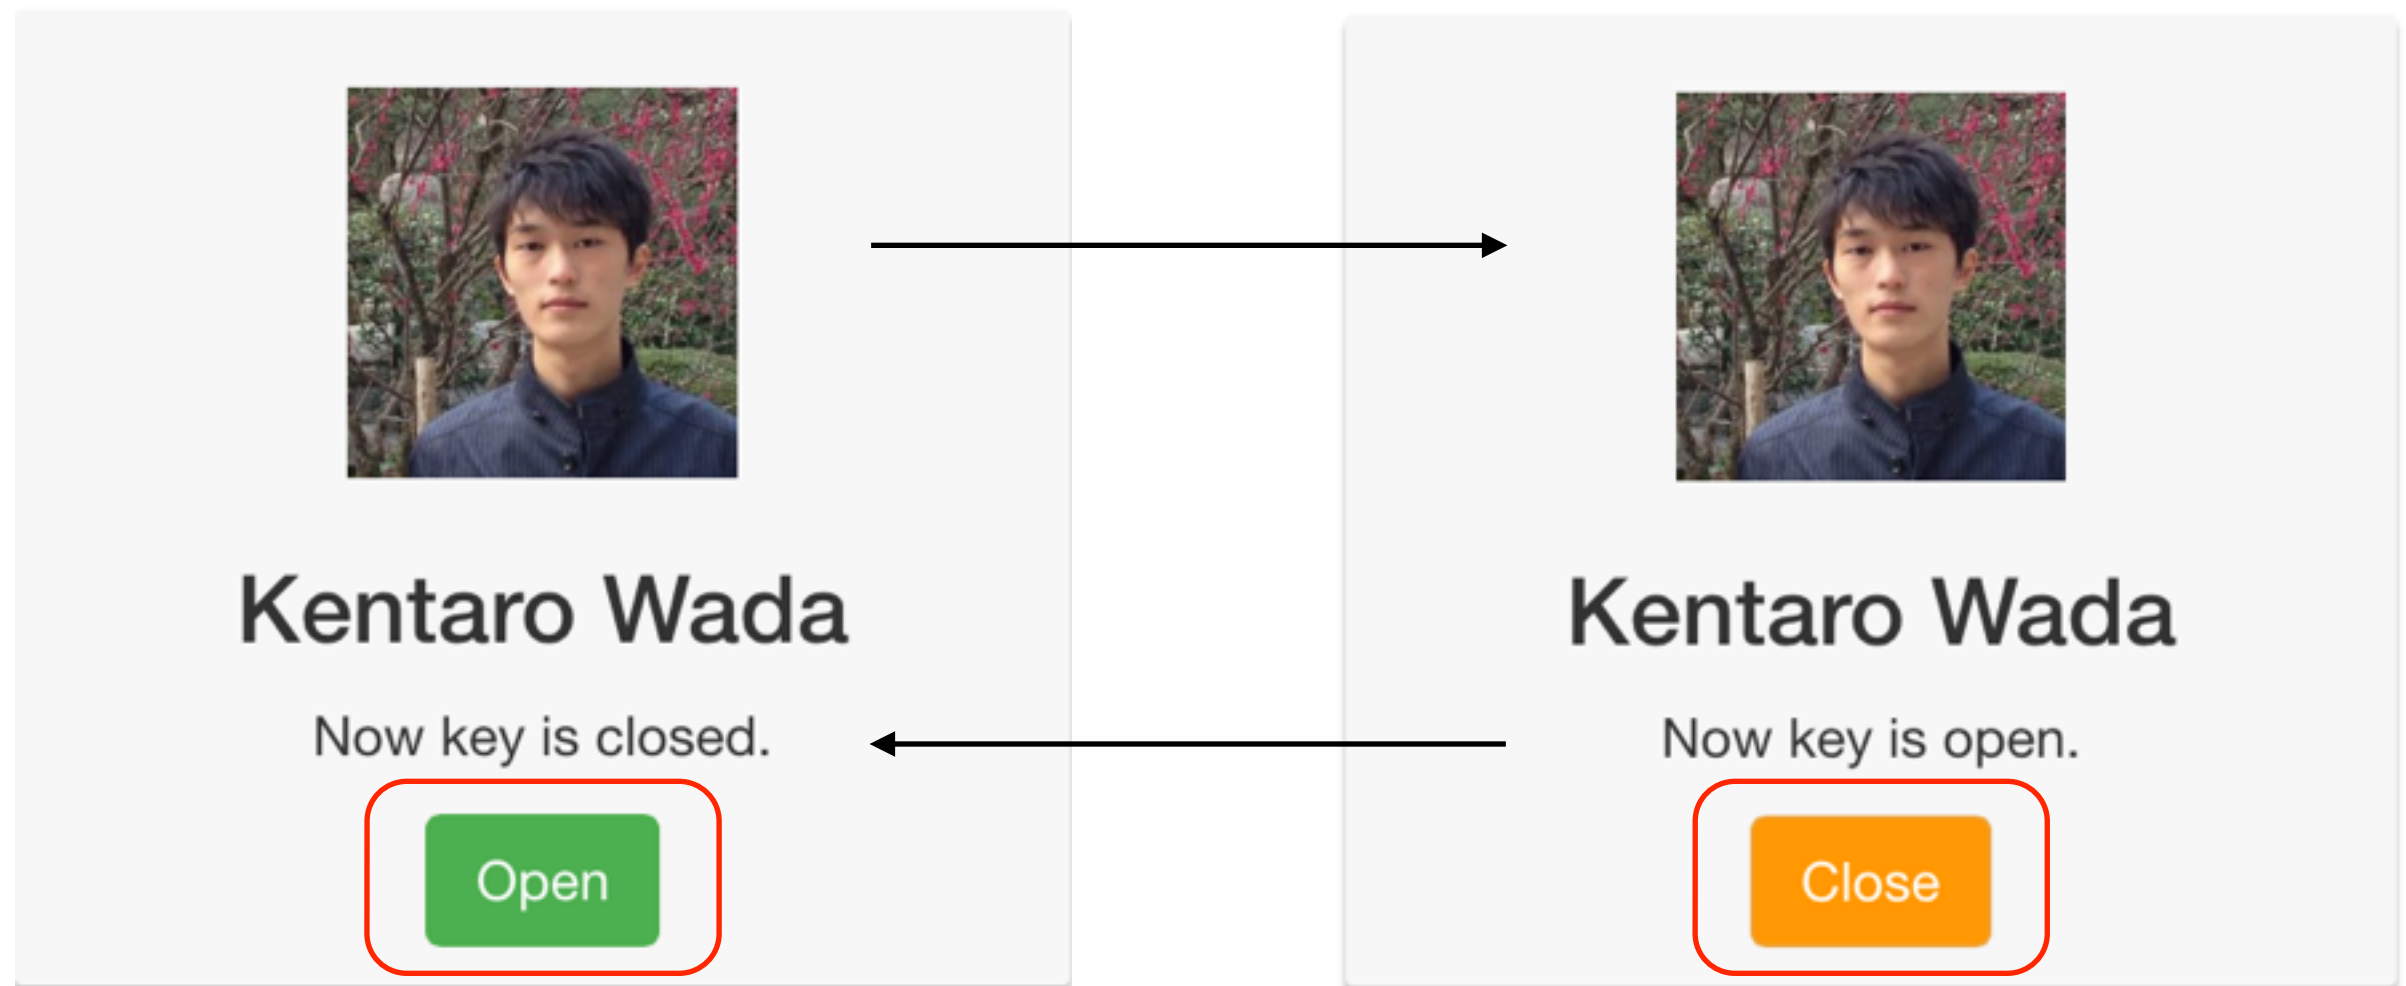 Kentaro Wada
Now key is closed.
Open
Kentaro Wada
Now key is open.
Close